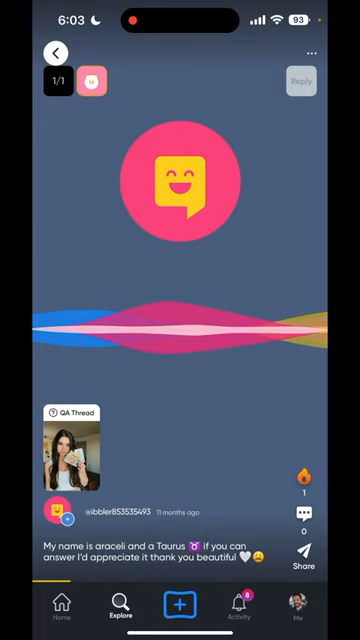 6:03
93
1/1
Reply
QA Thread
@ibbler853535493 11 months ago
My name is araceli and a Taurus ♉ if you can
answer I'd appreciate it thank you beautiful 🤍😩
1
0
Share
Home
Explore
8
Activity
Me